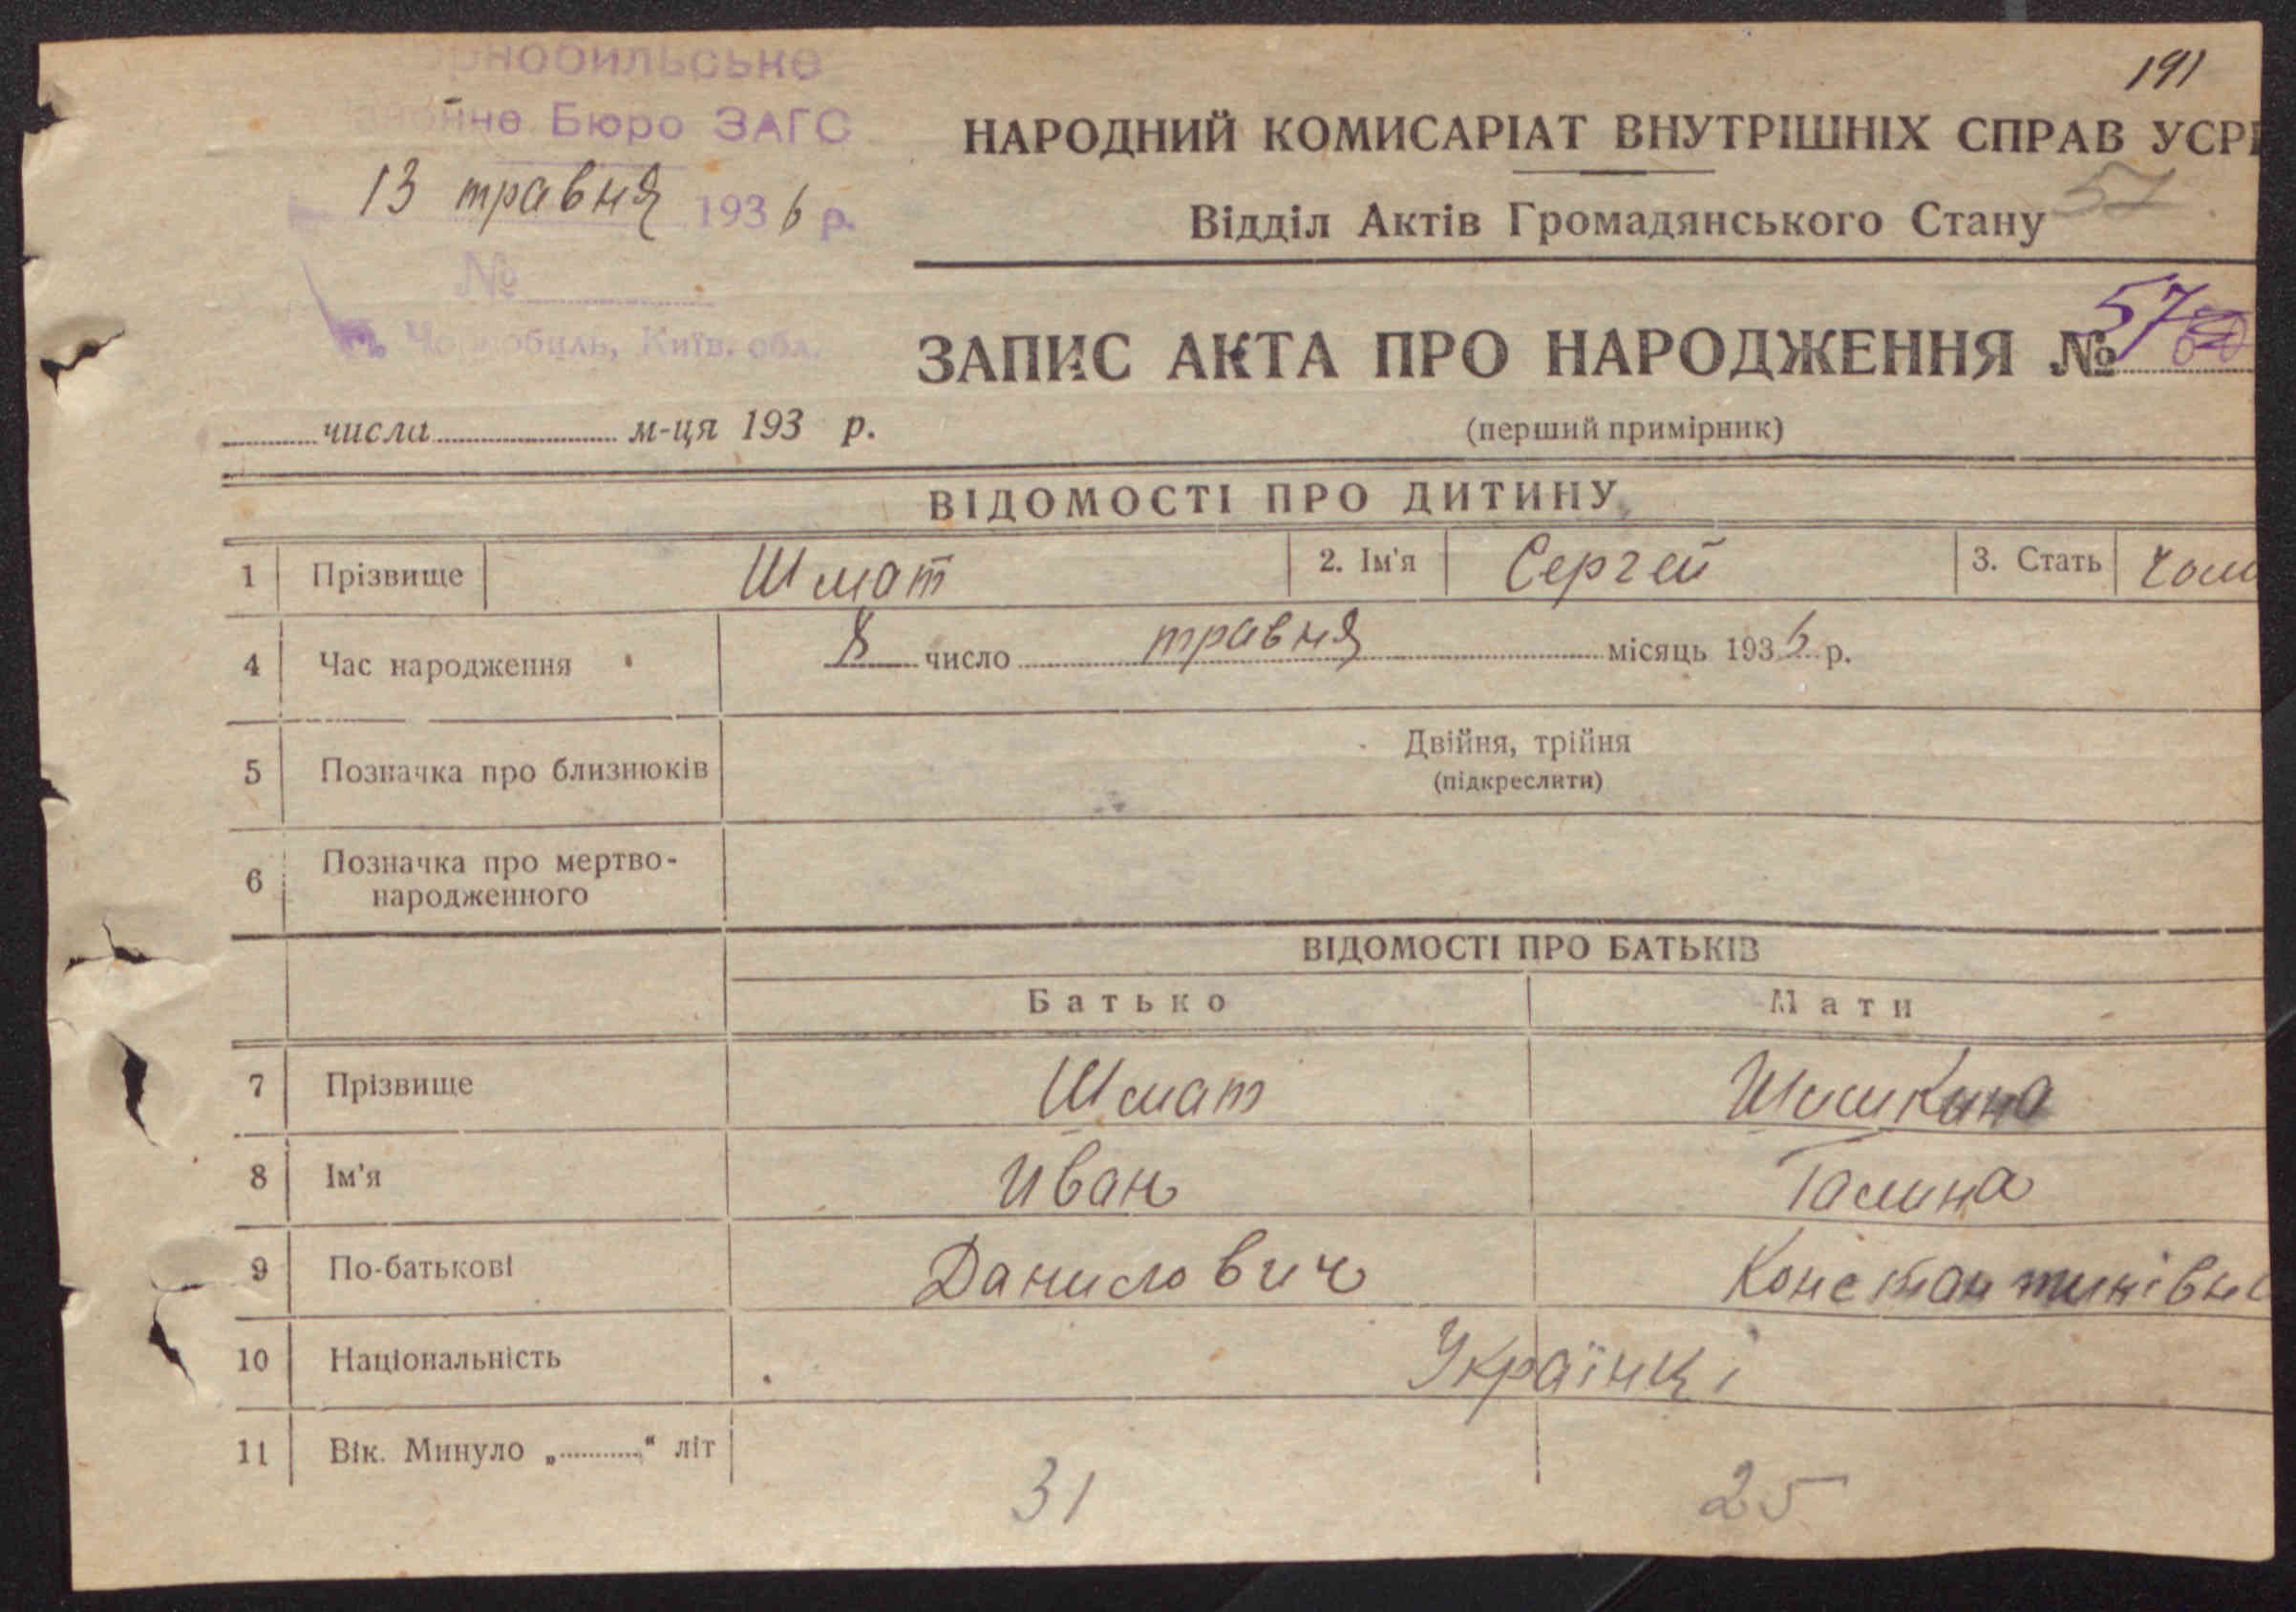 191
Бюро ЗАГС
НАРОДНИЙ КОМИСАРІАТ ВНУТРІШНІХ СПРАВ УСРР
13 травня 1936 р.
57
Відділ Актів Громадянського Стану
№
Чорнобиль, Київ. обл.
ЗАПИС АКТА ПРО НАРОДЖЕННЯ № 57
числа м-ця 193 р.
(перший примірник)
ВІДОМОСТІ ПРО ДИТИНУ
1 Прізвище Шмат 2. Ім'я Сергей 3. Стать чол
4 Час народження 8 число травня місяць 1936 р.
5 Позначка про близнюків Двійня, трійня
(підкреслити)
6 Позначка про мертво-
народженного
ВІДОМОСТІ ПРО БАТЬКІВ
Батько Мати
7 Прізвище Шмат Шишкина
8 Ім'я Иван Галина
9 По-батькові Данилович Константинівна
10 Національність Українці
11 Вік. Минуло „ “ літ 31 25